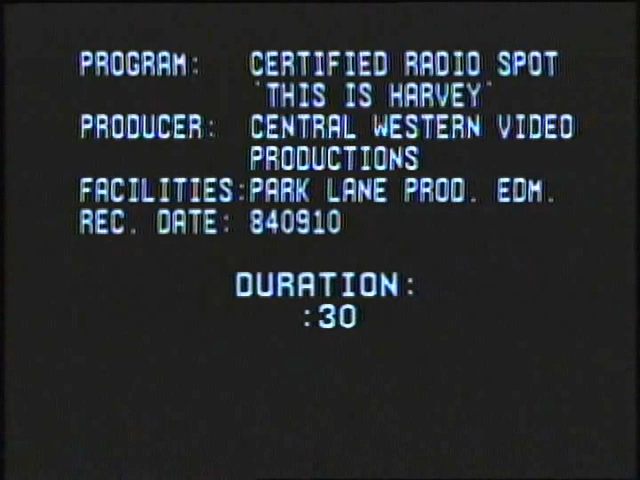 PROGRAM: CERTIFIED RADIO SPOT
"THIS IS HARVEY"
PRODUCER: CENTRAL WESTERN VIDEO
PRODUCTIONS
FACILITIES: PARK LANE PROD. EDM.
REC. DATE: 840910
DURATION:
:30